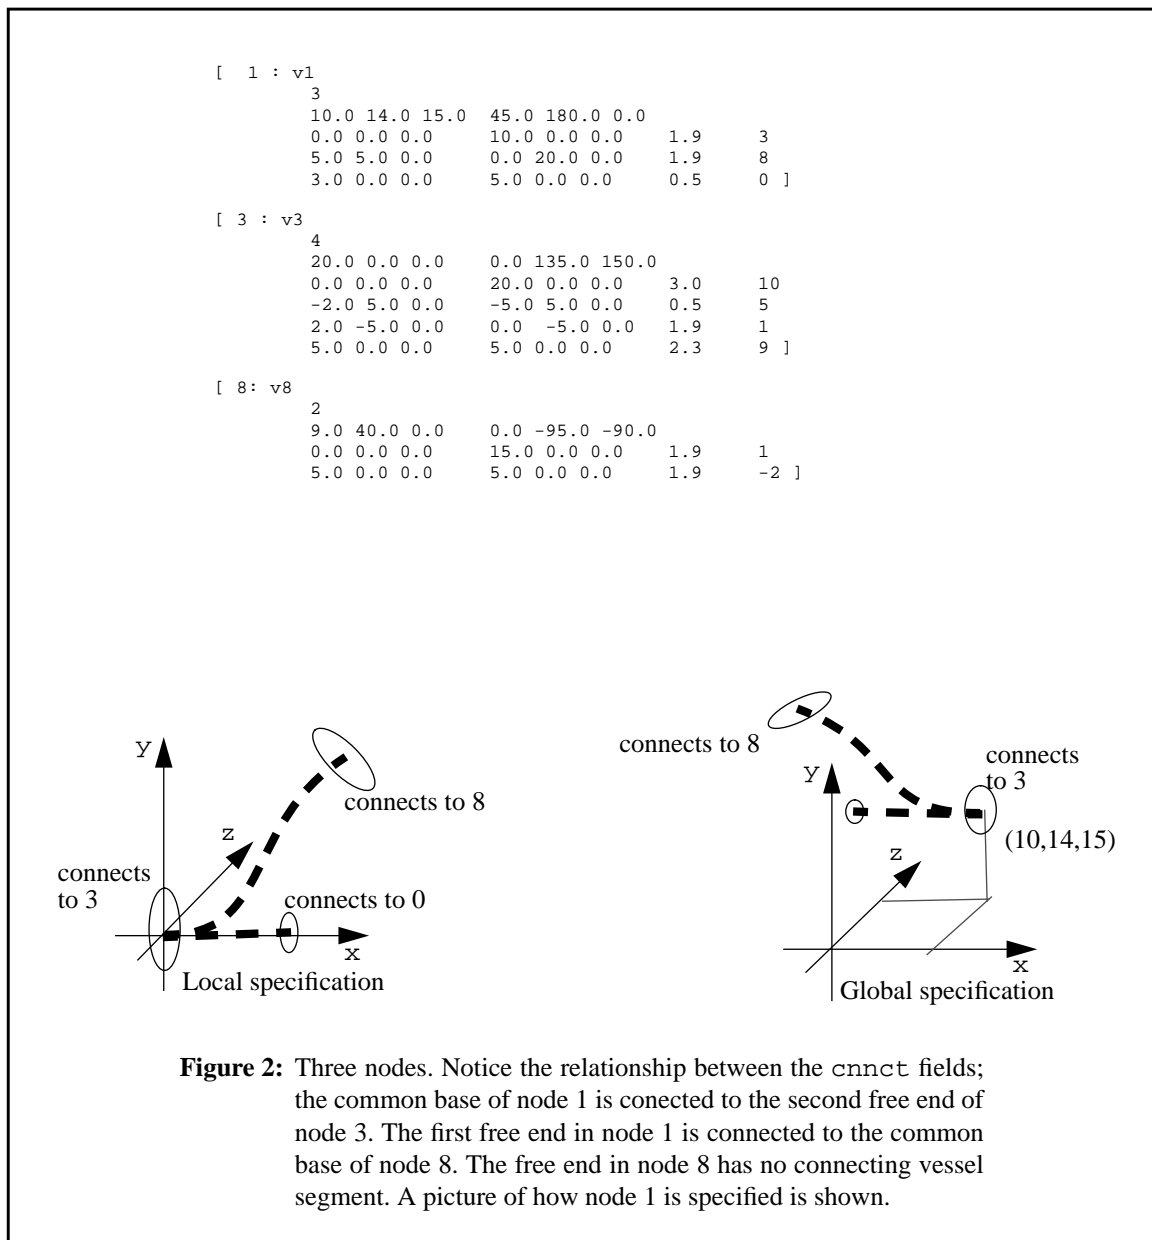 [ 1 : v1
3
10.0 14.0 15.0 45.0 180.0 0.0
0.0 0.0 0.0 10.0 0.0 0.0 1.9 3
5.0 5.0 0.0 0.0 20.0 0.0 1.9 8
3.0 0.0 0.0 5.0 0.0 0.0 0.5 0 ]
[ 3 : v3
4
20.0 0.0 0.0 0.0 135.0 150.0
0.0 0.0 0.0 20.0 0.0 0.0 3.0 10
-2.0 5.0 0.0 -5.0 5.0 0.0 0.5 5
2.0 -5.0 0.0 0.0 -5.0 0.0 1.9 1
5.0 0.0 0.0 5.0 0.0 0.0 2.3 9 ]
[ 8: v8
2
9.0 40.0 0.0 0.0 -95.0 -90.0
0.0 0.0 0.0 15.0 0.0 0.0 1.9 1
5.0 0.0 0.0 5.0 0.0 0.0 1.9 -2 ]
y
connects to 8
z
connects
to 3
connects to 0
x
Local specification
connects to 8
y
connects
to 3
(10,14,15)
z
x
Global specification
Figure 2: Three nodes. Notice the relationship between the cnnct fields;
the common base of node 1 is conected to the second free end of
node 3. The first free end in node 1 is connected to the common
base of node 8. The free end in node 8 has no connecting vessel
segment. A picture of how node 1 is specified is shown.